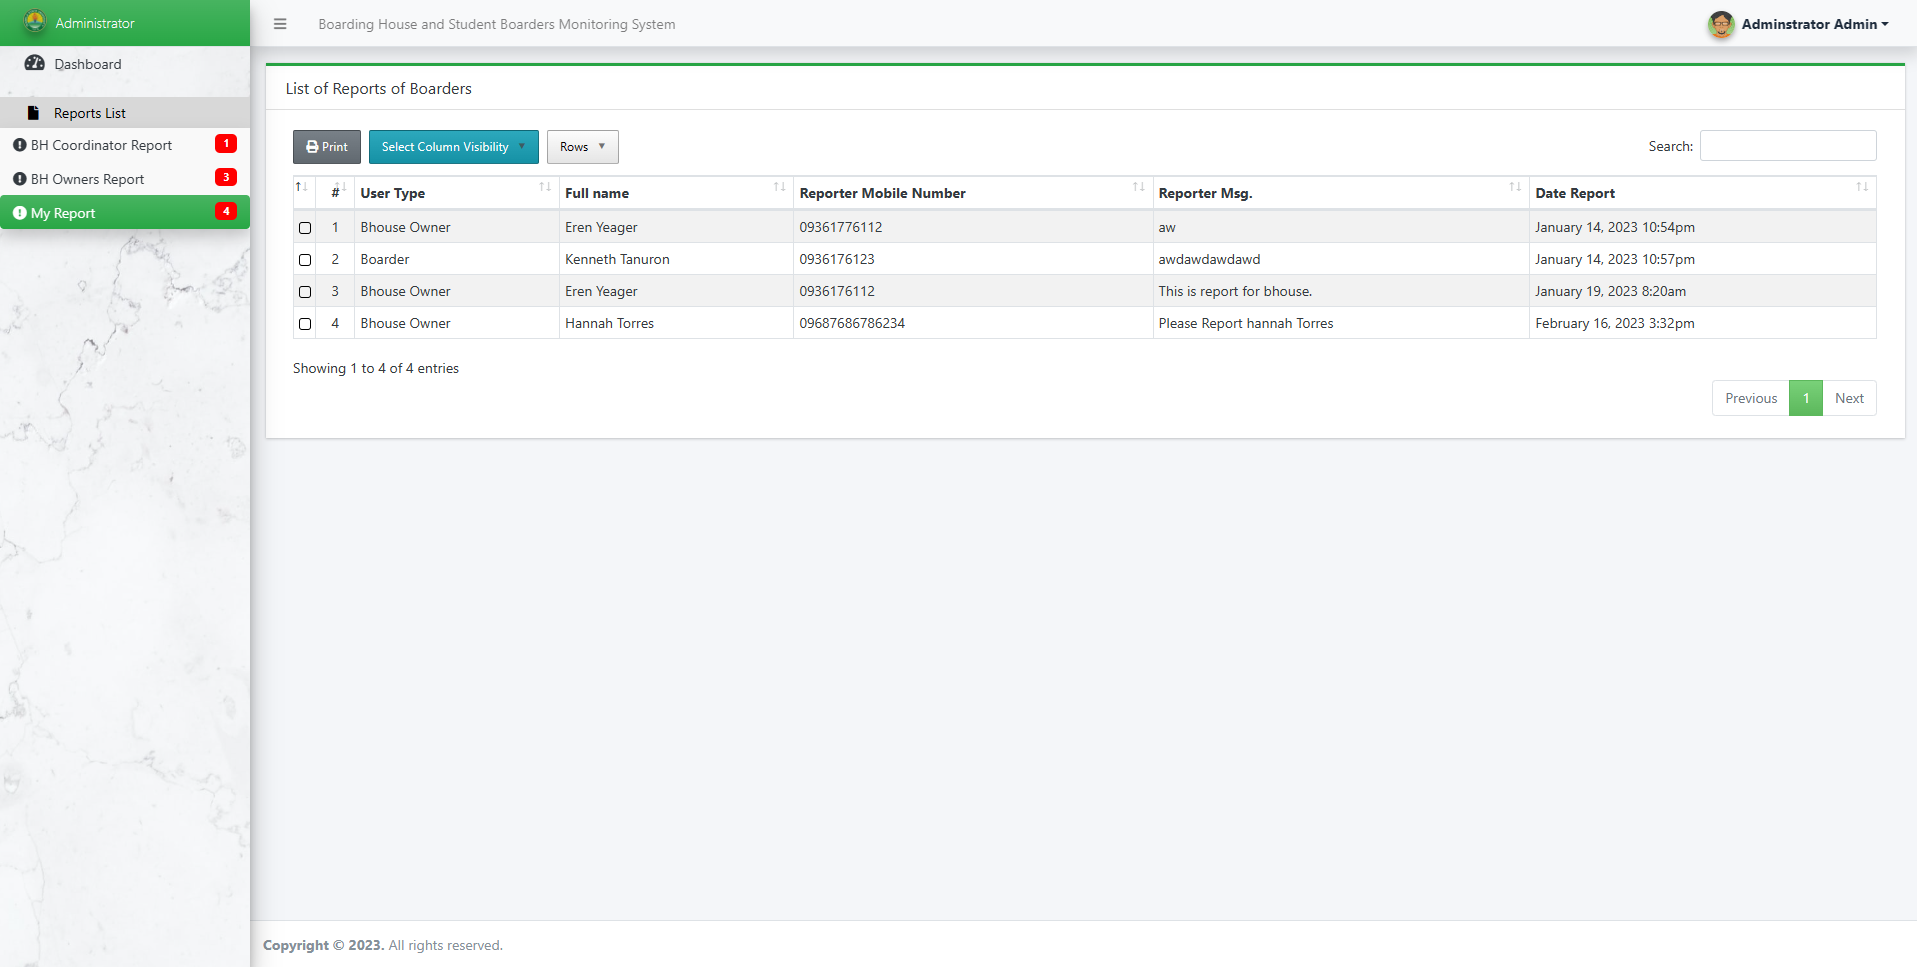 Administrator
Boarding House and Student Boarders Monitoring System
Adminstrator Admin
Dashboard
Reports List
BH Coordinator Report 1
BH Owners Report 3
My Report 4
List of Reports of Boarders
Print
Select Column Visibility
Rows
Search:
# User Type Full name Reporter Mobile Number Reporter Msg. Date Report
1 Bhouse Owner Eren Yeager 09361776112 aw January 14, 2023 10:54pm
2 Boarder Kenneth Tanuron 0936176123 awdawdawdawd January 14, 2023 10:57pm
3 Bhouse Owner Eren Yeager 0936176112 This is report for bhouse. January 19, 2023 8:20am
4 Bhouse Owner Hannah Torres 09687686786234 Please Report hannah Torres February 16, 2023 3:32pm
Showing 1 to 4 of 4 entries
Previous 1 Next
Copyright © 2023. All rights reserved.